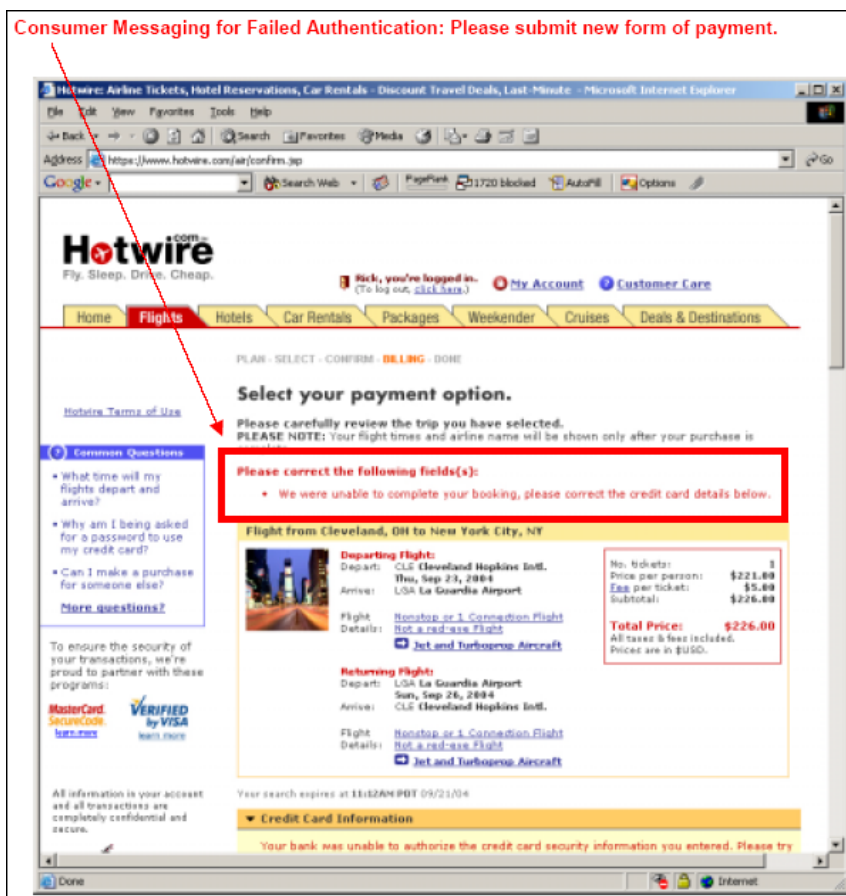 Consumer Messaging for Failed Authentication: Please submit new form of payment.
Hotwire: Airline Tickets, Hotel Reservations, Car Rentals - Discount Travel Deals, Last-Minute - Microsoft Internet Explorer
File Edit View Favorites Tools Help
Back Search Favorites Media
Address https://www.hotwire.com/air/confirm.jsp Go
Google Search Web PageRank 1720 blocked AutoFill Options
Hotwire.com
Fly. Sleep. Drive. Cheap.
Rick, you're logged in.
(To log out, click here.) My Account Customer Care
Home Flights Hotels Car Rentals Packages Weekender Cruises Deals & Destinations
PLAN - SELECT - CONFIRM - BILLING - DONE
Select your payment option.
Hotwire Terms of Use
Please carefully review the trip you have selected.
PLEASE NOTE: Your flight times and airline name will be shown only after your purchase is
Common Questions
• What time will my
flights depart and
arrive?
• Why am I being asked
for a password to use
my credit card?
• Can I make a purchase
for someone else?
More questions?
To ensure the security of
your transactions, we're
proud to partner with these
programs:
MasterCard. VERIFIED
SecureCode. by VISA
learn more learn more
All information in your account
and all transactions are
completely confidential and
secure.
Please correct the following fields(s):
• We were unable to complete your booking, please correct the credit card details below.
Flight from Cleveland, OH to New York City, NY
Departing Flight:
Depart: CLE Cleveland Hopkins Intl.
Thu, Sep 23, 2004
Arrive: LGA La Guardia Airport
Flight Nonstop or 1 Connection Flight
Details: Not a red-eye Flight
Jet and Turboprop Aircraft
Returning Flight:
Depart: LGA La Guardia Airport
Sun, Sep 26, 2004
Arrive: CLE Cleveland Hopkins Intl.
Flight Nonstop or 1 Connection Flight
Details: Not a red-eye Flight
Jet and Turboprop Aircraft
No. tickets: 1
Price per person: $221.00
Fee per ticket: $5.00
Subtotal: $226.00
Total Price: $226.00
All taxes & fees included.
Prices are in $USD.
Your search expires at 11:12AM PDT 09/21/04
Credit Card Information
Your bank was unable to authorize the credit card security information you entered. Please try
Done Internet